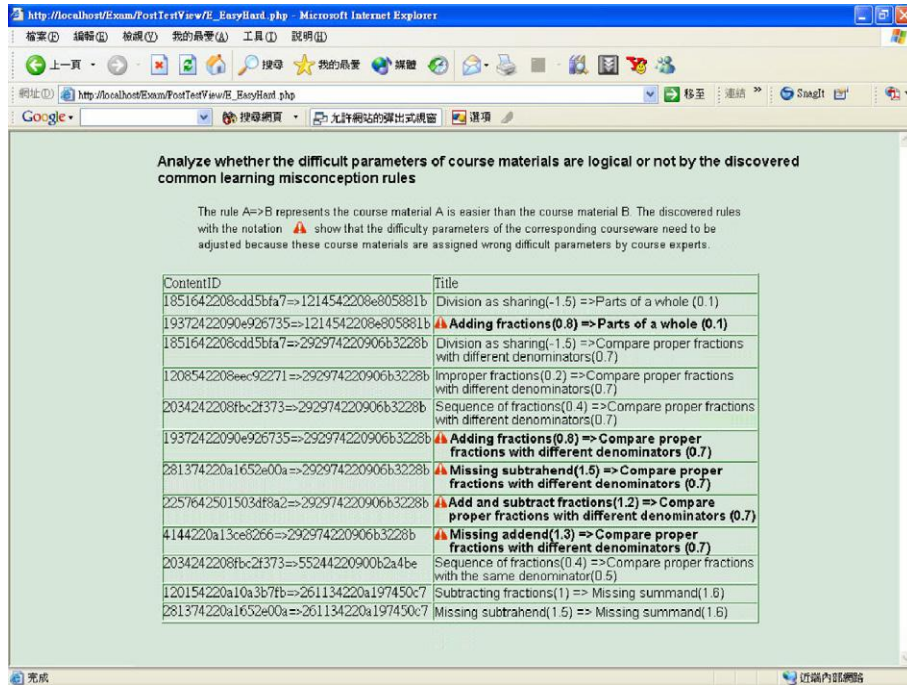 http://localhost/Exam/PostTestView/E_EasyHard.php - Microsoft Internet Explorer
檔案(F) 編輯(E) 檢視(V) 我的最愛(A) 工具(T) 說明(H)
上一頁 搜尋 我的最愛 媒體
網址(D) http://localhost/Exam/PostTestView/E_EasyHard.php 移至 連結 » SnagIt
Google 搜尋網頁 允許網站的彈出式視窗 選項
Analyze whether the difficult parameters of course materials are logical or not by the discovered
common learning misconception rules
The rule A=>B represents the course material A is easier than the course material B. The discovered rules
with the notation show that the difficulty parameters of the corresponding courseware need to be
adjusted because these course materials are assigned wrong difficult parameters by course experts.
ContentID Title
1851642208cdd5bfa7=>1214542208e805881b Division as sharing(-1.5) =>Parts of a whole (0.1)
19372422090e926735=>1214542208e805881b Adding fractions(0.8) =>Parts of a whole (0.1)
1851642208cdd5bfa7=>292974220906b3228b Division as sharing(-1.5) =>Compare proper fractions
with different denominators(0.7)
1208542208eec92271=>292974220906b3228b Improper fractions(0.2) =>Compare proper fractions
with different denominators(0.7)
2034242208fbc2f373=>292974220906b3228b Sequence of fractions(0.4) =>Compare proper fractions
with different denominators(0.7)
19372422090e926735=>292974220906b3228b Adding fractions(0.8) =>Compare proper
fractions with different denominators (0.7)
281374220a1652e00a=>292974220906b3228b Missing subtrahend(1.5) =>Compare proper
fractions with different denominators (0.7)
2257642501503df8a2=>292974220906b3228b Add and subtract fractions(1.2) =>Compare
proper fractions with different denominators (0.7)
4144220a13ce8266=>292974220906b3228b Missing addend(1.3) =>Compare proper
fractions with different denominators (0.7)
2034242208fbc2f373=>55244220900b2a4be Sequence of fractions(0.4) =>Compare proper fractions
with the same denominator(0.5)
120154220a10a3b7fb=>261134220a197450c7 Subtracting fractions(1) => Missing summand(1.6)
281374220a1652e00a=>261134220a197450c7 Missing subtrahend(1.5) => Missing summand(1.6)
完成 近端內部網路